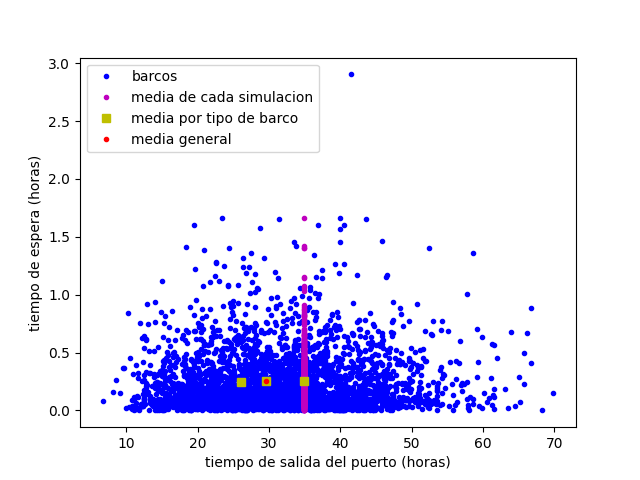 3.0
2.5
2.0
1.5
1.0
0.5
0.0
tiempo de espera (horas)
barcos
media de cada simulacion
media por tipo de barco
media general
10 20 30 40 50 60 70
tiempo de salida del puerto (horas)